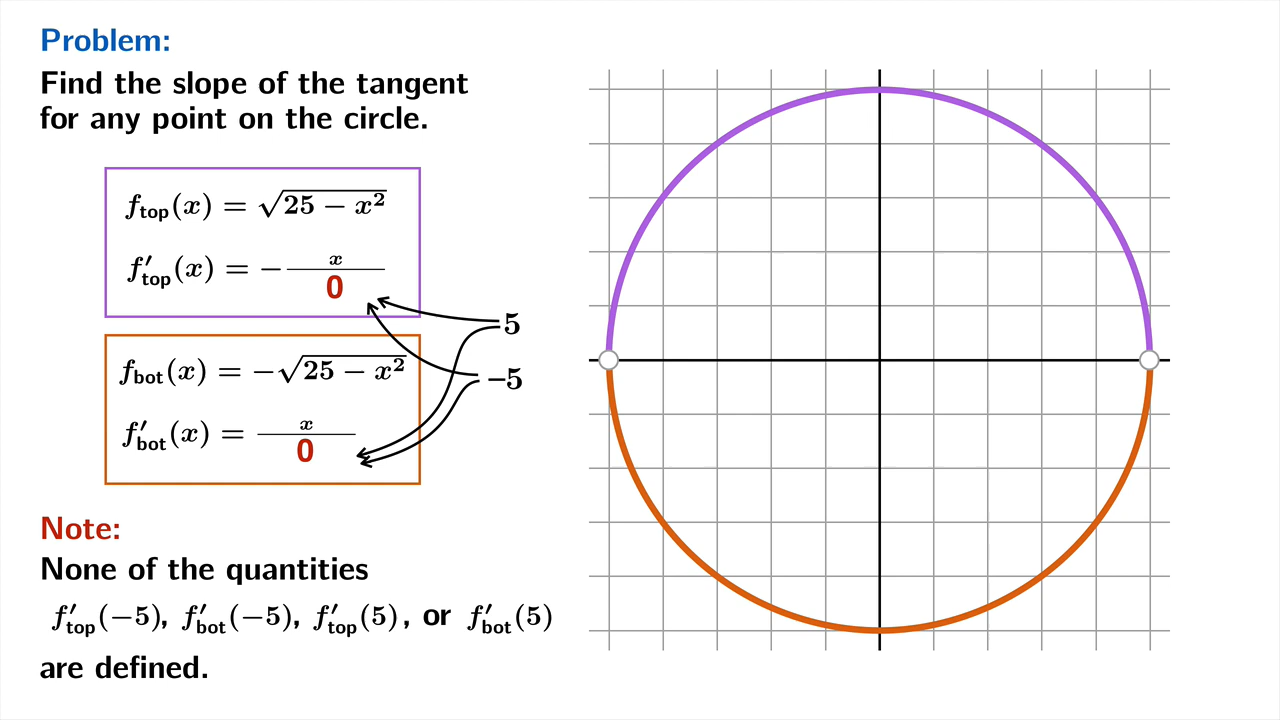 Problem:
Find the slope of the tangent
for any point on the circle.
f_top(x) = √(25 − x²)
f′_top(x) = − x/0
5
−5
f_bot(x) = −√(25 − x²)
f′_bot(x) = x/0
Note:
None of the quantities
f′_top(−5), f′_bot(−5), f′_top(5), or f′_bot(5)
are defined.